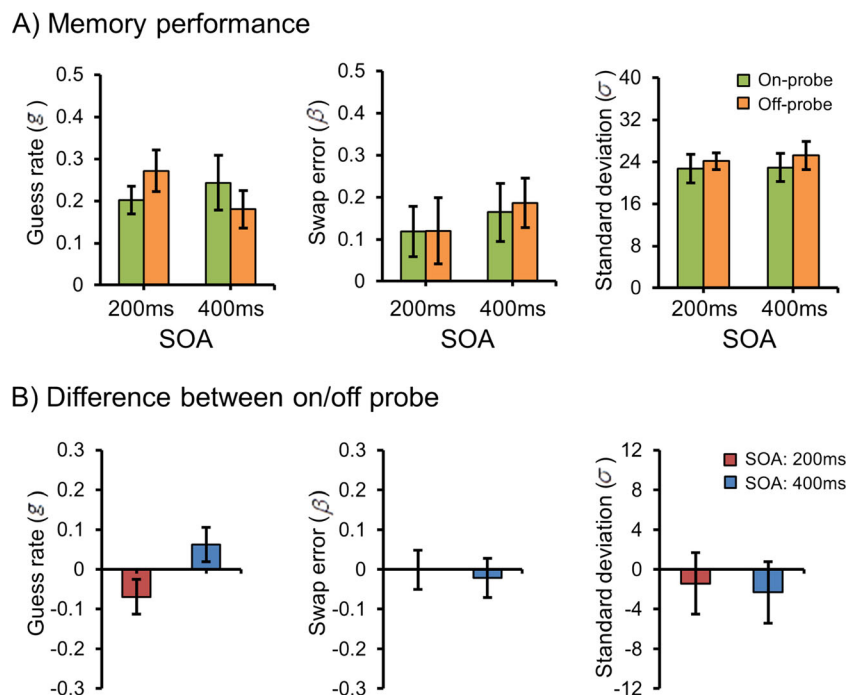 A) Memory performance
Guess rate (g)
0.5
0.4
0.3
0.2
0.1
0
200ms 400ms
SOA
Swap error (β)
0.5
0.4
0.3
0.2
0.1
0
200ms 400ms
SOA
Standard deviation (σ)
40
32
24
16
8
0
200ms 400ms
SOA
On-probe
Off-probe
B) Difference between on/off probe
Guess rate (g)
0.3
0.2
0.1
0
-0.1
-0.2
-0.3
Swap error (β)
0.3
0.2
0.1
0
-0.1
-0.2
-0.3
Standard deviation (σ)
12
8
4
0
-4
-8
-12
SOA: 200ms
SOA: 400ms